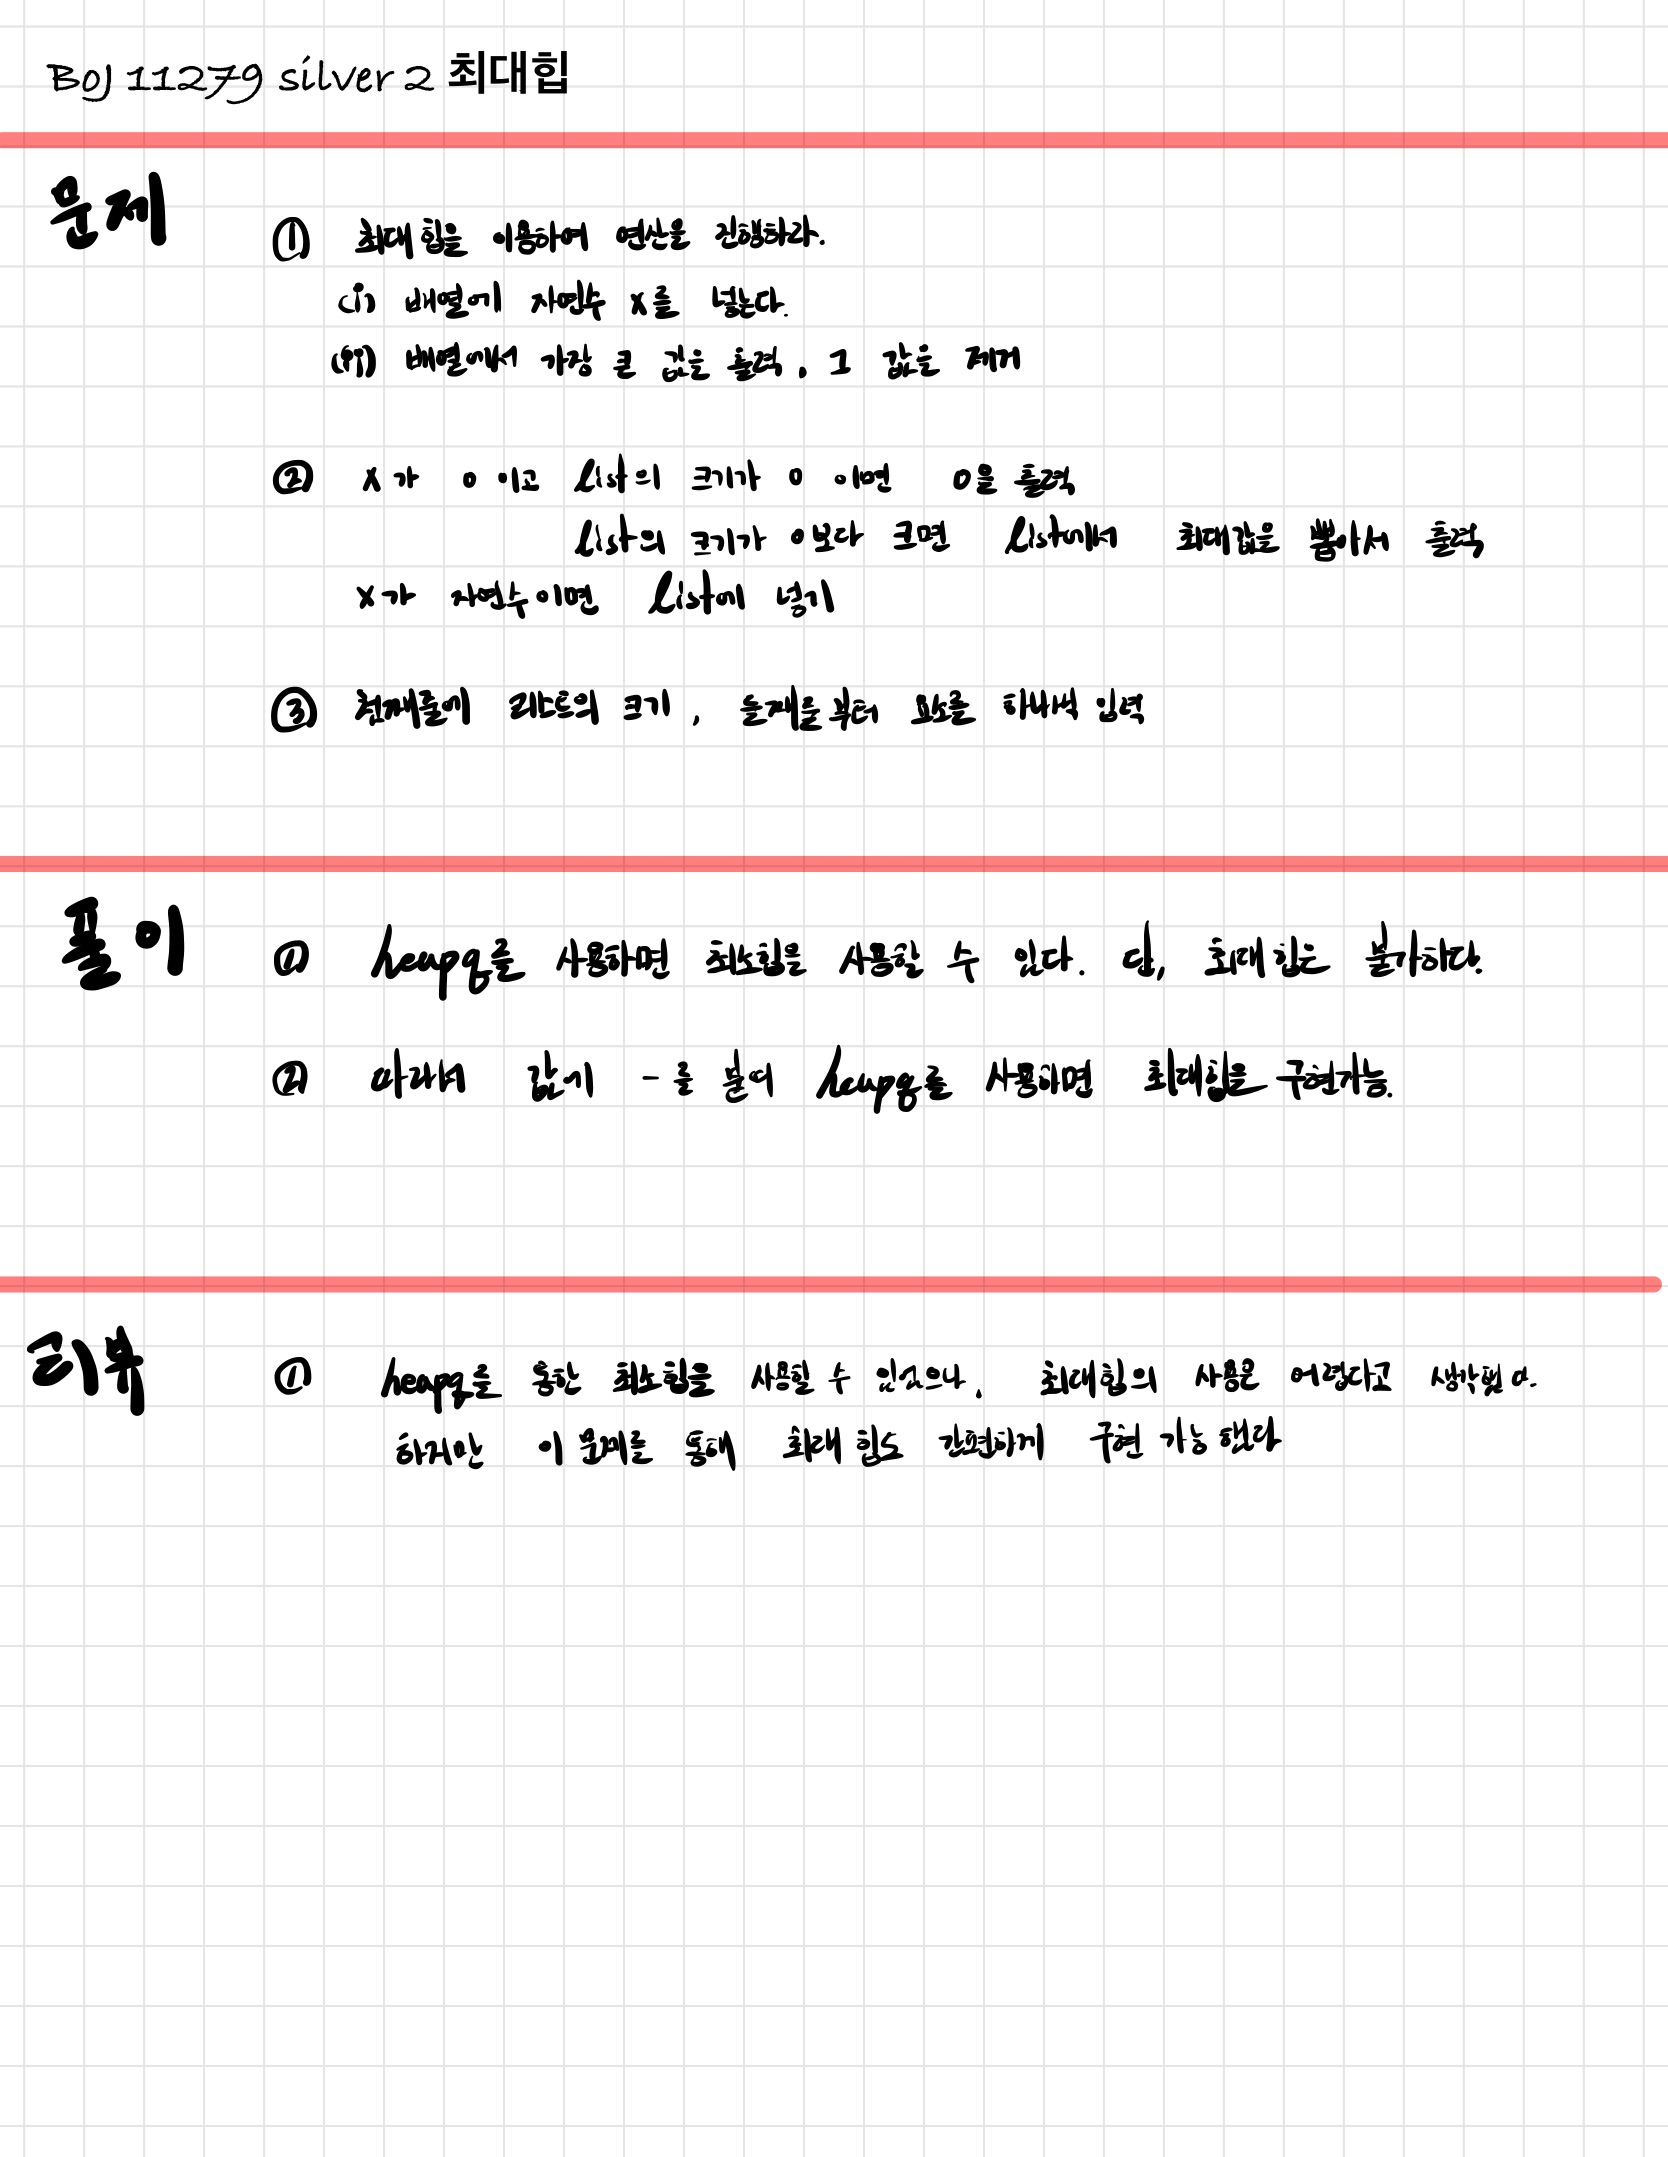 BOJ 11279 silver 2 최대힙
문제
① 최대힙을 이용하여 연산을 진행하라.
(i) 배열에 자연수 x를 넣는다.
(ii) 배열에서 가장 큰 값을 출력, 그 값을 제거
② x가 0이고 list의 크기가 0 이면 0을 출력
list의 크기가 0보다 크면 list에서 최대값을 뽑아서 출력
x가 자연수이면 list에 넣기
③ 첫째줄에 리스트의 크기, 둘째줄부터 요소를 하나씩 입력
풀이
① heapq를 사용하면 최소힙을 사용할 수 있다. 단, 최대힙은 불가하다.
② 따라서 값에 -를 붙여 heapq를 사용하면 최대힙을 구현가능.
리뷰
① heapq를 통한 최소힙을 사용할 수 있었으나, 최대힙의 사용은 어렵다고 생각했다.
하지만 이 문제를 통해 최대힙도 간편하게 구현 가능했다